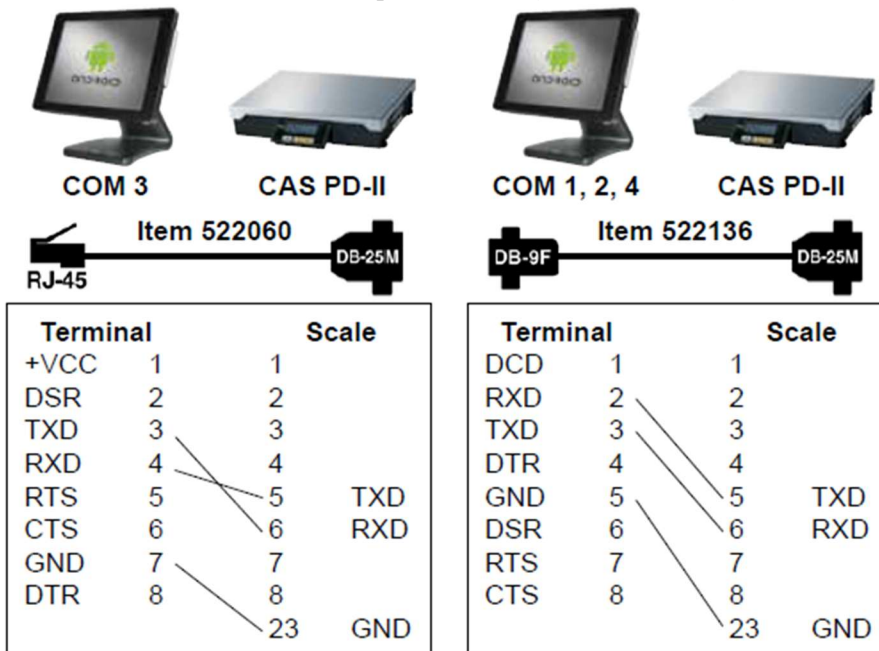 ANDROID
ANDROID
COM 3 CAS PD-II
COM 1, 2, 4 CAS PD-II
Item 522060
RJ-45 DB-25M
Item 522136
DB-9F DB-25M
Terminal Scale
+VCC 1 1
DSR 2 2
TXD 3 3
RXD 4 4
RTS 5 5 TXD
CTS 6 6 RXD
GND 7 7
DTR 8 8
23 GND
Terminal Scale
DCD 1 1
RXD 2 2
TXD 3 3
DTR 4 4
GND 5 5 TXD
DSR 6 6 RXD
RTS 7 7
CTS 8 8
23 GND